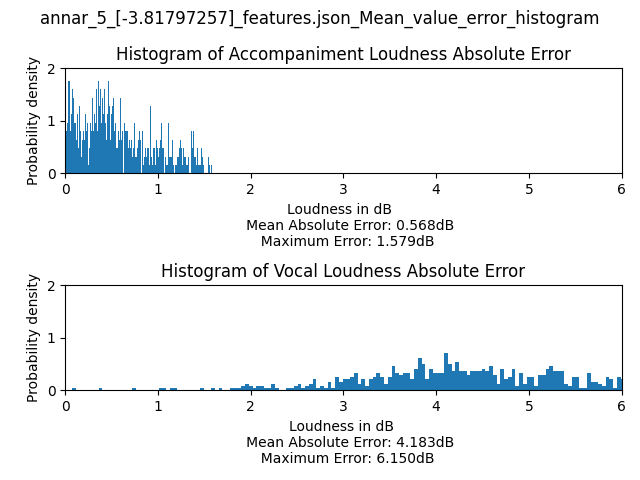 annar_5_[-3.81797257]_features.json_Mean_value_error_histogram
Histogram of Accompaniment Loudness Absolute Error
Probability density
2
1
0
0 1 2 3 4 5 6
Loudness in dB
Mean Absolute Error: 0.568dB
Maximum Error: 1.579dB
Histogram of Vocal Loudness Absolute Error
Probability density
2
1
0
0 1 2 3 4 5 6
Loudness in dB
Mean Absolute Error: 4.183dB
Maximum Error: 6.150dB